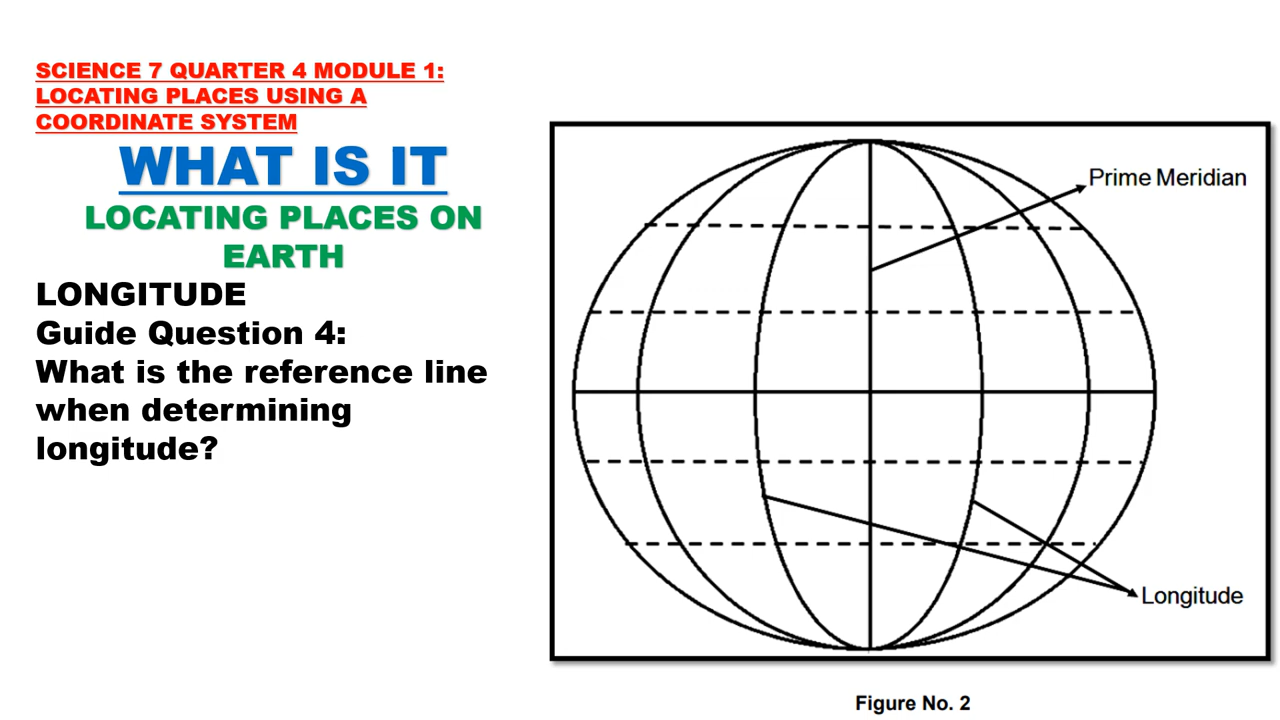 SCIENCE 7 QUARTER 4 MODULE 1:
LOCATING PLACES USING A
COORDINATE SYSTEM
WHAT IS IT
LOCATING PLACES ON
EARTH
LONGITUDE
Guide Question 4:
What is the reference line
when determining
longitude?
Prime Meridian
Longitude
Figure No. 2